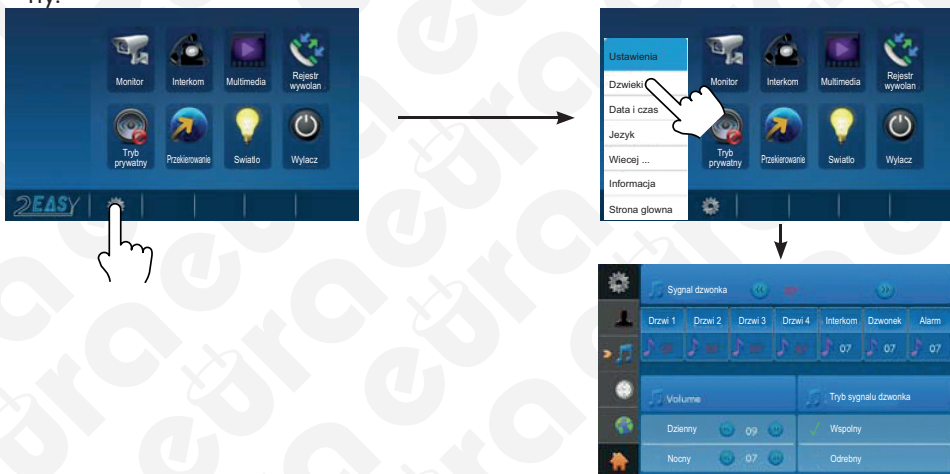 ny.
Monitor Interkom Multimedia Rejestr wywolan
Tryb prywatny Przekierowanie Swiatlo Wylacz
2EASY
Ustawienia
Dzwieki
Data i czas
Jezyk
Wiecej ...
Informacja
Strona glowna
Monitor Interkom Multimedia Rejestr wywolan
Tryb prywatny Przekierowanie Swiatlo Wylacz
Sygnal dzwonka
Drzwi 1 Drzwi 2 Drzwi 3 Drzwi 4 Interkom Dzwonek Alarm
07 07 07
Volume Tryb sygnalu dzwonka
Dzienny 09 Wspolny
Nocny 07 Odrebny
eura